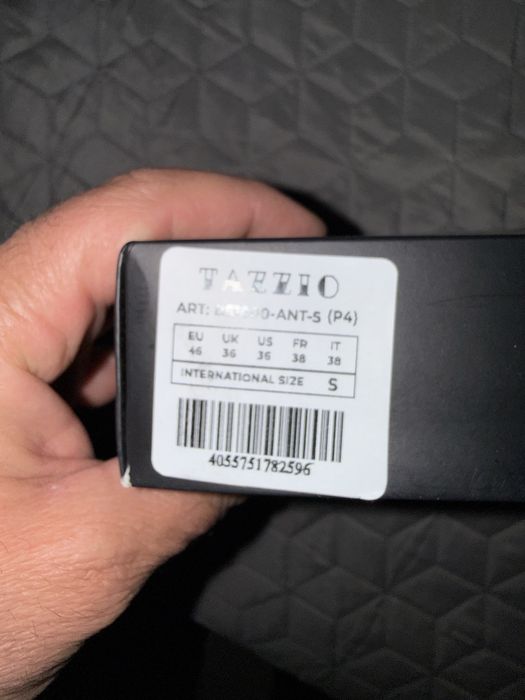 TAZZIO
ART: -ANT-S (P4)
EU UK US FR IT
46 36 36 38 38
INTERNATIONAL SIZE S
4055751782596